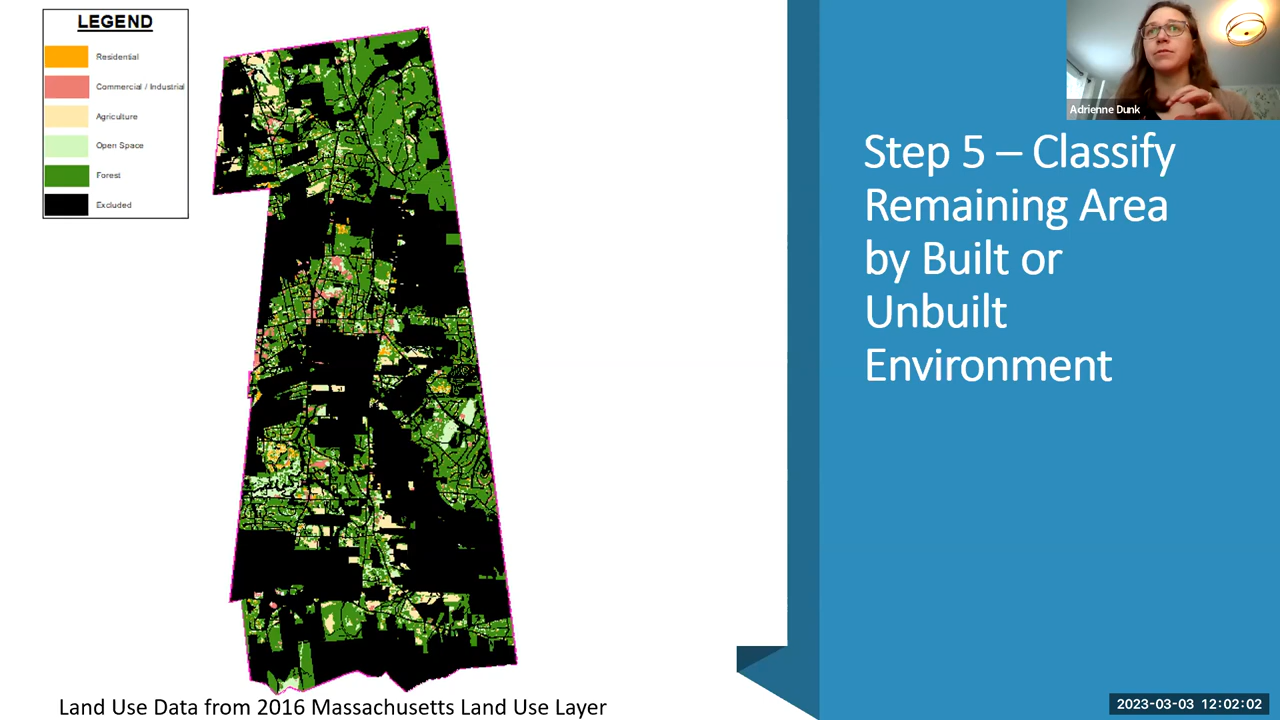 LEGEND
Residential
Commercial / Industrial
Agriculture
Open Space
Forest
Excluded
Adrienne Dunk
Step 5 – Classify
Remaining Area
by Built or
Unbuilt
Environment
Land Use Data from 2016 Massachusetts Land Use Layer
2023-03-03 12:02:02